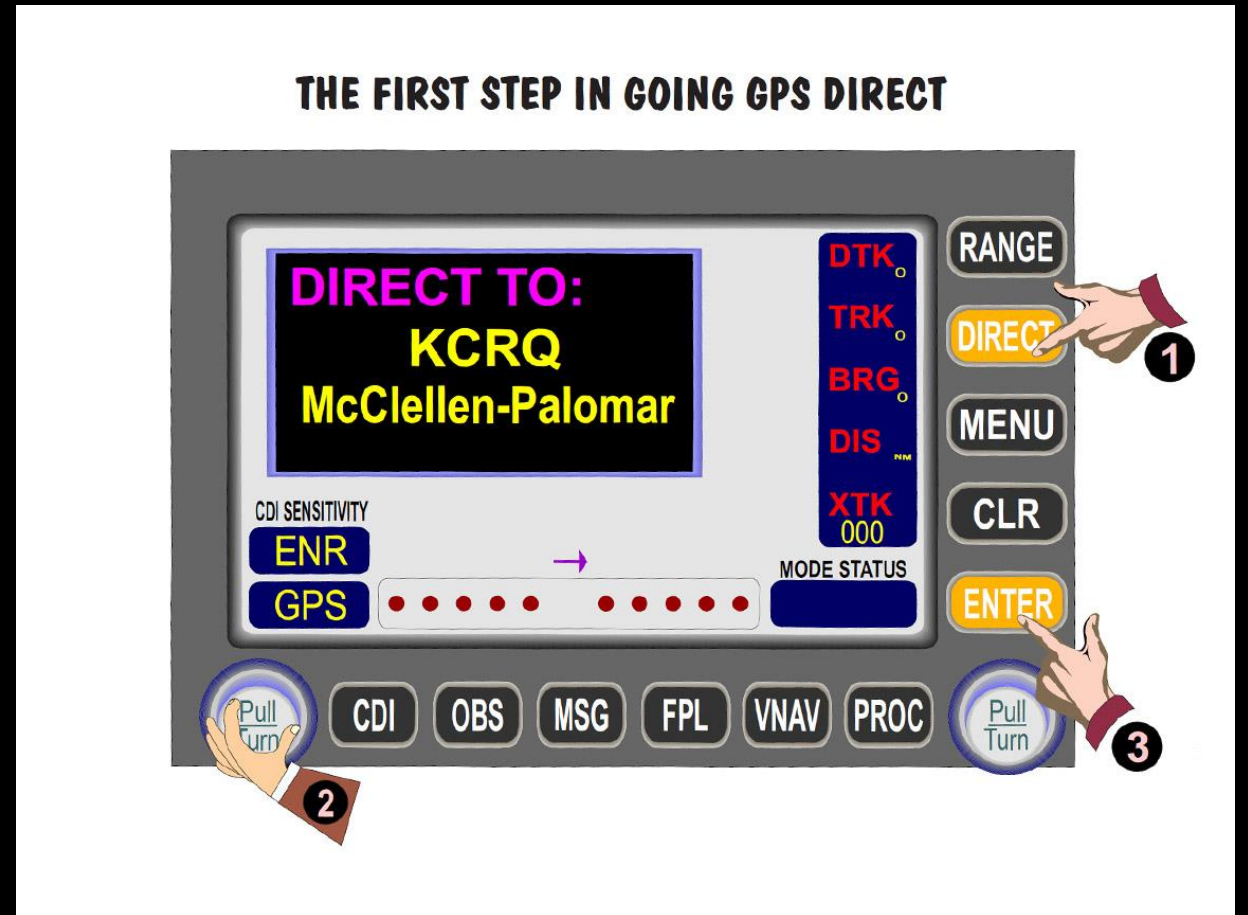 THE FIRST STEP IN GOING GPS DIRECT
DIRECT TO:
KCRQ
McClellen-Palomar
DTK O
TRK O
BRG O
DIS NM
XTK
000
CDI SENSITIVITY
ENR
GPS
MODE STATUS
RANGE
DIRECT
1
MENU
CLR
ENTER
3
Pull
Turn
2
CDI
OBS
MSG
FPL
VNAV
PROC
Pull
Turn